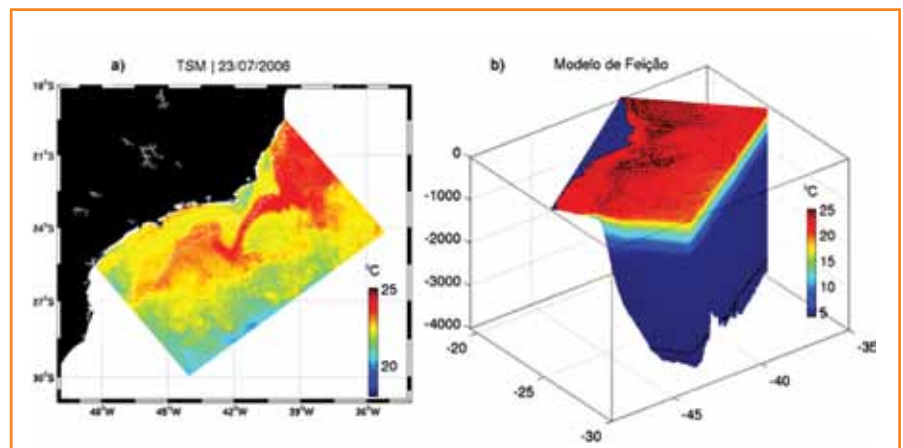 a) TSM | 23/07/2006
18°S
21°S
24°S
27°S
30°S
48°W
45°W
42°W
39°W
36°W
°C
25
20
b) Modelo de Feição
0
-1000
-2000
-3000
-4000
-20
-25
-30
-45
-40
-35
°C
25
20
15
10
5